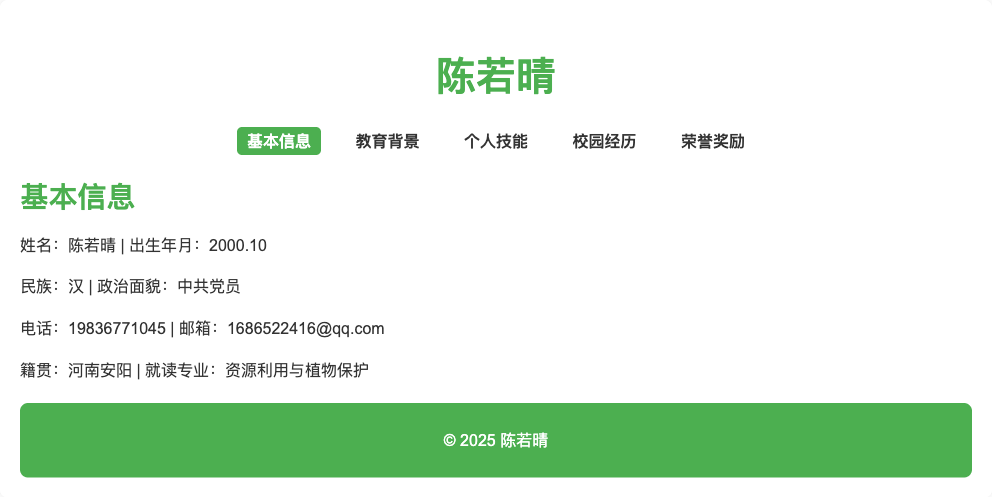 陈若晴
基本信息 教育背景 个人技能 校园经历 荣誉奖励
基本信息
姓名：陈若晴 | 出生年月：2000.10
民族：汉 | 政治面貌：中共党员
电话：19836771045 | 邮箱：1686522416@qq.com
籍贯：河南安阳 | 就读专业：资源利用与植物保护
© 2025 陈若晴